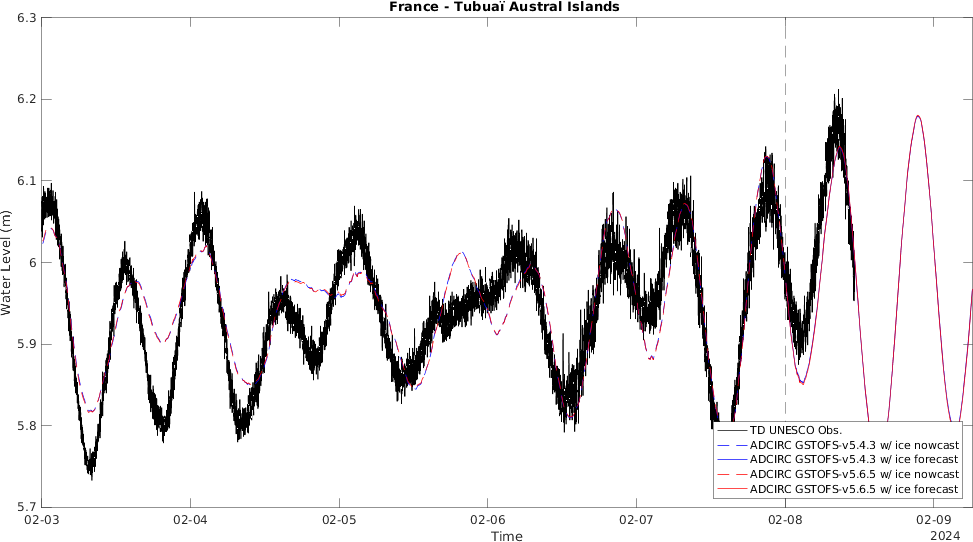 France - Tubuaï Austral Islands
6.3
6.2
6.1
6
5.9
5.8
5.7
Water Level (m)
02-03
02-04
02-05
02-06
02-07
02-08
02-09
Time
2024
TD UNESCO Obs.
ADCIRC GSTOFS-v5.4.3 w/ ice nowcast
ADCIRC GSTOFS-v5.4.3 w/ ice forecast
ADCIRC GSTOFS-v5.6.5 w/ ice nowcast
ADCIRC GSTOFS-v5.6.5 w/ ice forecast